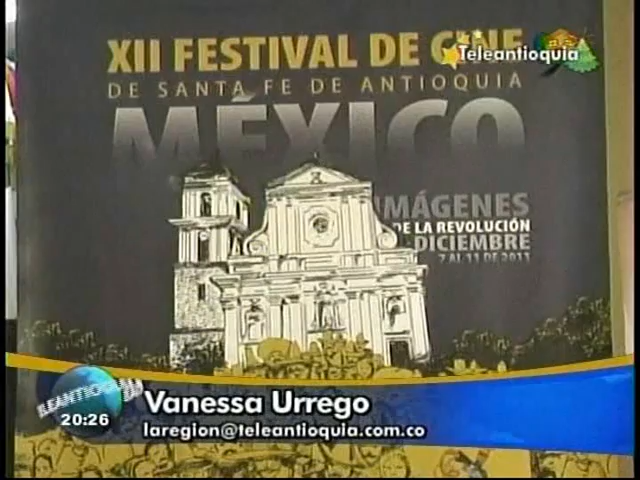 XII FESTIVAL DE CINE
Teleantioquia
DE SANTA FE DE ANTIOQUIA
MÉXICO
IMÁGENES
DE LA REVOLUCIÓN
DICIEMBRE
7 AL 11 DE 2011
TELEANTIOQUIA
20:26
Vanessa Urrego
laregion@teleantioquia.com.co